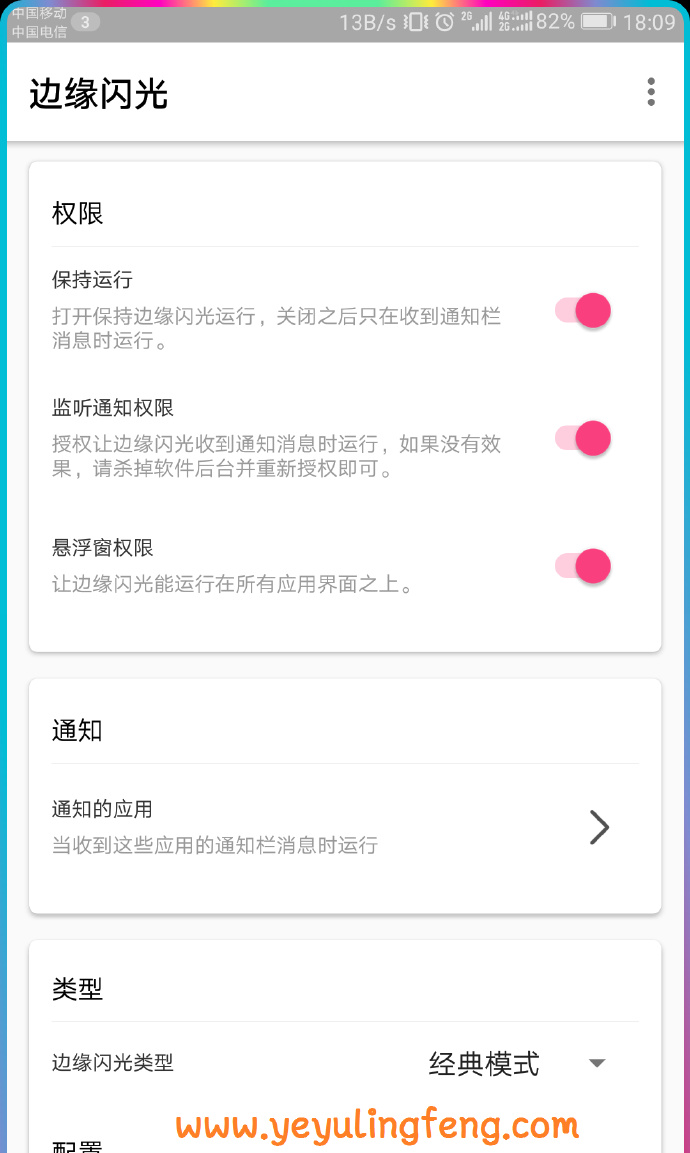 中国移动
中国电信
3
13B/s 2G 4G 2G 82% 18:09
边缘闪光
权限
保持运行
打开保持边缘闪光运行，关闭之后只在收到通知栏
消息时运行。
监听通知权限
授权让边缘闪光收到通知消息时运行，如果没有效
果，请杀掉软件后台并重新授权即可。
悬浮窗权限
让边缘闪光能运行在所有应用界面之上。
通知
通知的应用
当收到这些应用的通知栏消息时运行
类型
边缘闪光类型 经典模式
配置
www.yeyulingfeng.com